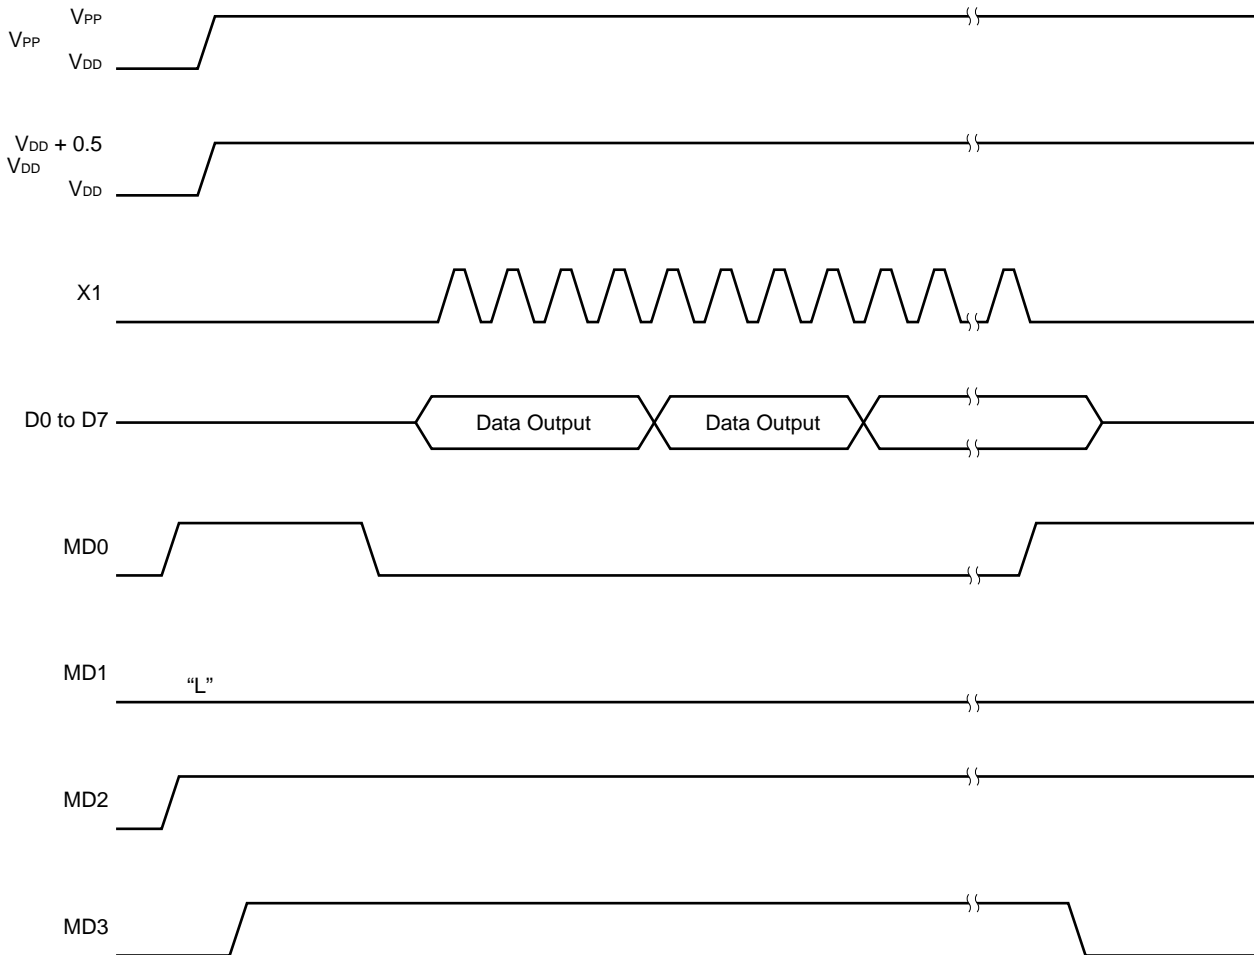 VPP
VPP
VDD
VDD + 0.5
VDD
VDD
X1
D0 to D7
Data Output
Data Output
MD0
MD1
“L”
MD2
MD3